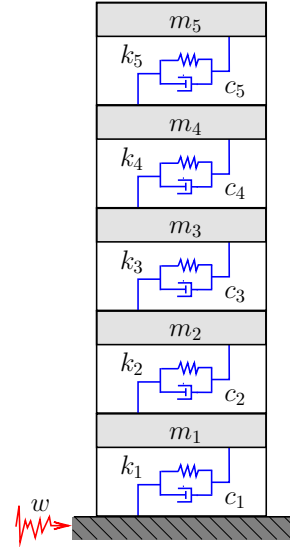 m₅
k₅
c₅
m₄
k₄
c₄
m₃
k₃
c₃
m₂
k₂
c₂
m₁
k₁
c₁
w